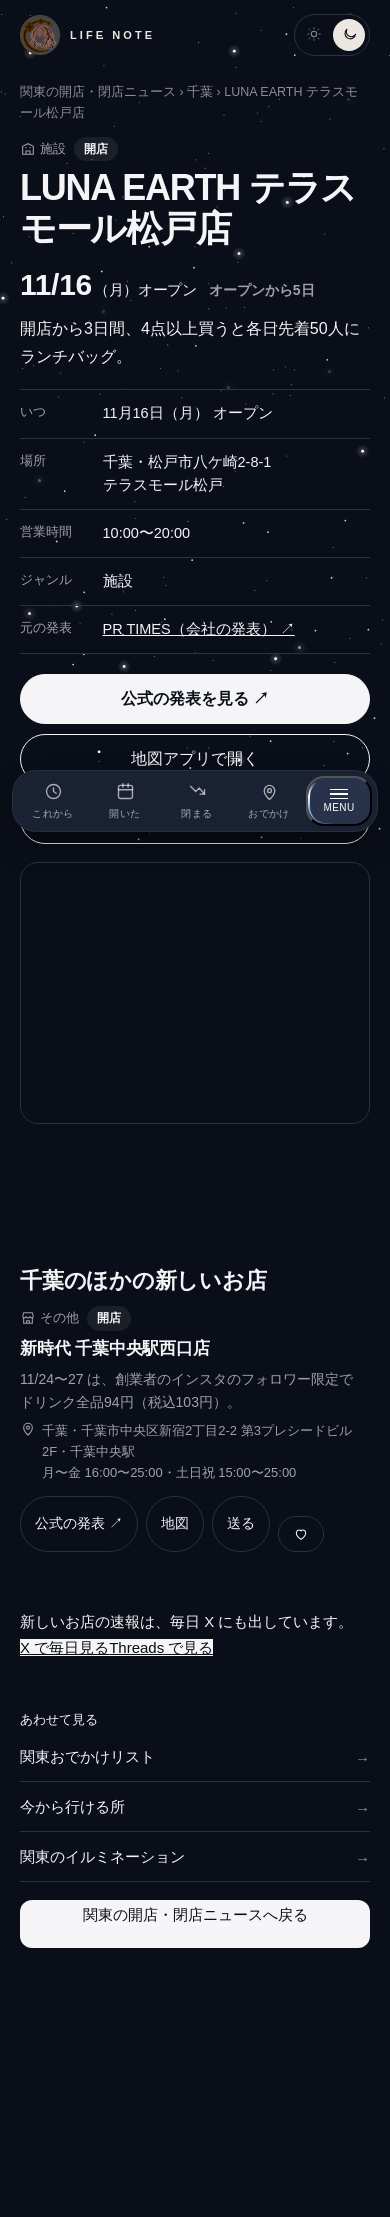 LIFE NOTE
関東の開店・閉店ニュース › 千葉 › LUNA EARTH テラスモ
ール松戸店
施設 開店
LUNA EARTH テラス
モール松戸店
11/16（月）オープン オープンから5日
開店から3日間、4点以上買うと各日先着50人に
ランチバッグ。
いつ 11月16日（月） オープン
場所 千葉・松戸市八ケ崎2-8-1
テラスモール松戸
営業時間 10:00〜20:00
ジャンル 施設
元の発表 PR TIMES（会社の発表） ↗
公式の発表を見る ↗
地図アプリで開く
これから 開いた 閉まる おでかけ MENU
千葉のほかの新しいお店
その他 開店
新時代 千葉中央駅西口店
11/24〜27 は、創業者のインスタのフォロワー限定で
ドリンク全品94円（税込103円）。
千葉・千葉市中央区新宿2丁目2-2 第3プレシードビル
2F・千葉中央駅
月〜金 16:00〜25:00・土日祝 15:00〜25:00
公式の発表 ↗ 地図 送る
新しいお店の速報は、毎日 X にも出しています。
X で毎日見るThreads で見る
あわせて見る
関東おでかけリスト →
今から行ける所 →
関東のイルミネーション →
関東の開店・閉店ニュースへ戻る